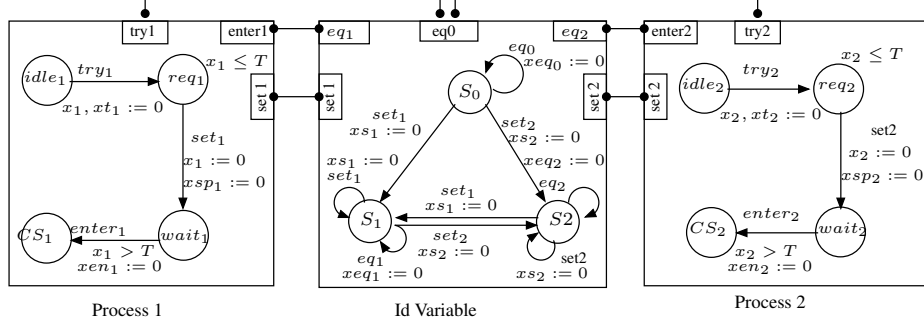 try1
enter1
eq₁
eq0
eq₂
enter2
try2
idle₁
try₁
x₁, xt₁ := 0
req₁
x₁ ≤ T
set 1
set 1
set₁
x₁ := 0
xsp₁ := 0
CS₁
enter₁
x₁ > T
xen₁ := 0
wait₁
eq₀
xeq₀ := 0
S₀
set₁
xs₁ := 0
set₂
xs₂ := 0
xs₁ := 0
set₁
xeq₂ := 0
eq₂
S₁
set₁
xs₁ := 0
S2
set₂
xs₂ := 0
eq₁
xeq₁ := 0
set2
xs₂ := 0
set 2
set 2
idle₂
try₂
x₂, xt₂ := 0
req₂
x₂ ≤ T
set2
x₂ := 0
xsp₂ := 0
CS₂
enter₂
x₂ > T
xen₂ := 0
wait₂
Process 1
Id Variable
Process 2